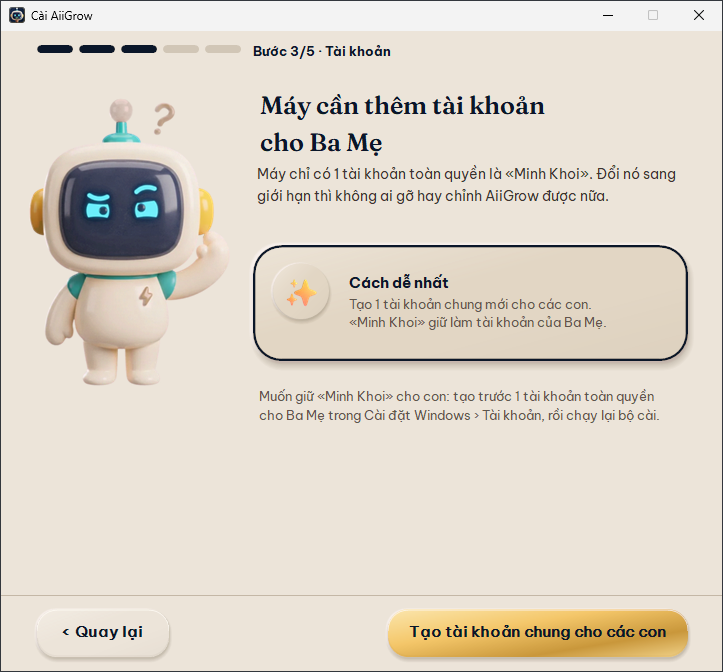 Cài AiiGrow
Bước 3/5 · Tài khoản
?
Máy cần thêm tài khoản
cho Ba Mẹ
Máy chỉ có 1 tài khoản toàn quyền là «Minh Khoi». Đổi nó sang
giới hạn thì không ai gỡ hay chỉnh AiiGrow được nữa.
Cách dễ nhất
Tạo 1 tài khoản chung mới cho các con.
«Minh Khoi» giữ làm tài khoản của Ba Mẹ.
Muốn giữ «Minh Khoi» cho con: tạo trước 1 tài khoản toàn quyền
cho Ba Mẹ trong Cài đặt Windows > Tài khoản, rồi chạy lại bộ cài.
< Quay lại
Tạo tài khoản chung cho các con